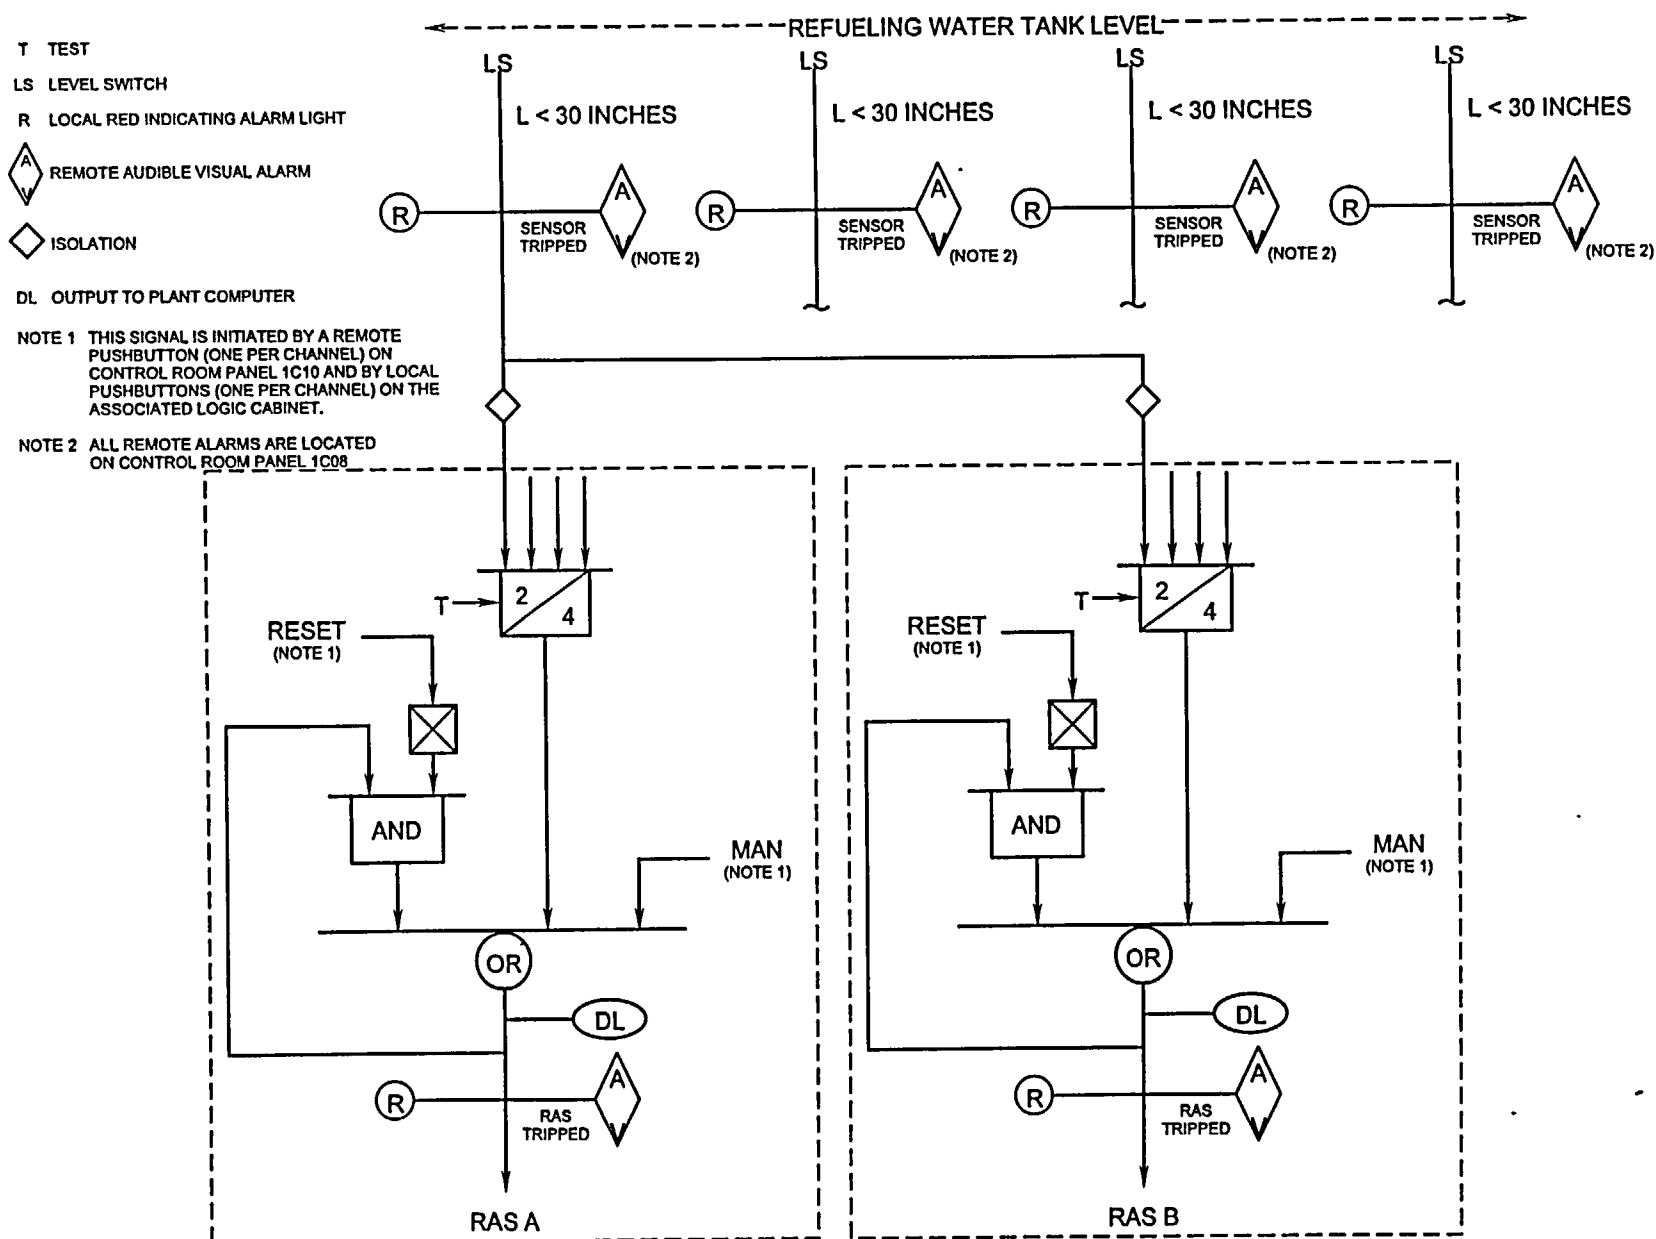 REFUELING WATER TANK LEVEL
T TEST
LS LEVEL SWITCH
R LOCAL RED INDICATING ALARM LIGHT
A
V
REMOTE AUDIBLE VISUAL ALARM
ISOLATION
DL OUTPUT TO PLANT COMPUTER
NOTE 1 THIS SIGNAL IS INITIATED BY A REMOTE
PUSHBUTTON (ONE PER CHANNEL) ON
CONTROL ROOM PANEL 1C10 AND BY LOCAL
PUSHBUTTONS (ONE PER CHANNEL) ON THE
ASSOCIATED LOGIC CABINET.
NOTE 2 ALL REMOTE ALARMS ARE LOCATED
ON CONTROL ROOM PANEL 1C08
LS
L < 30 INCHES
R
SENSOR
TRIPPED
A
V
(NOTE 2)
LS
L < 30 INCHES
R
SENSOR
TRIPPED
A
V
(NOTE 2)
LS
L < 30 INCHES
R
SENSOR
TRIPPED
A
V
(NOTE 2)
LS
L < 30 INCHES
R
SENSOR
TRIPPED
A
V
(NOTE 2)
T
2
4
RESET
(NOTE 1)
AND
MAN
(NOTE 1)
OR
DL
R
RAS
TRIPPED
A
V
RAS A
T
2
4
RESET
(NOTE 1)
AND
MAN
(NOTE 1)
OR
DL
R
RAS
TRIPPED
A
V
RAS B